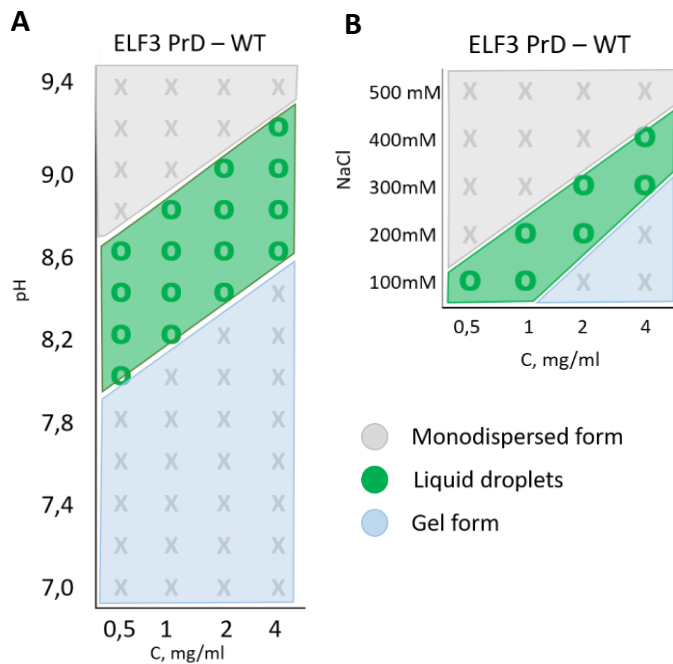 A
ELF3 PrD – WT
9,4
9,0
8,6
8,2
7,8
7,4
7,0
pH
0,5 1 2 4
C, mg/ml
B
ELF3 PrD – WT
500 mM
400mM
300mM
200mM
100mM
NaCl
0,5 1 2 4
C, mg/ml
Monodispersed form
Liquid droplets
Gel form